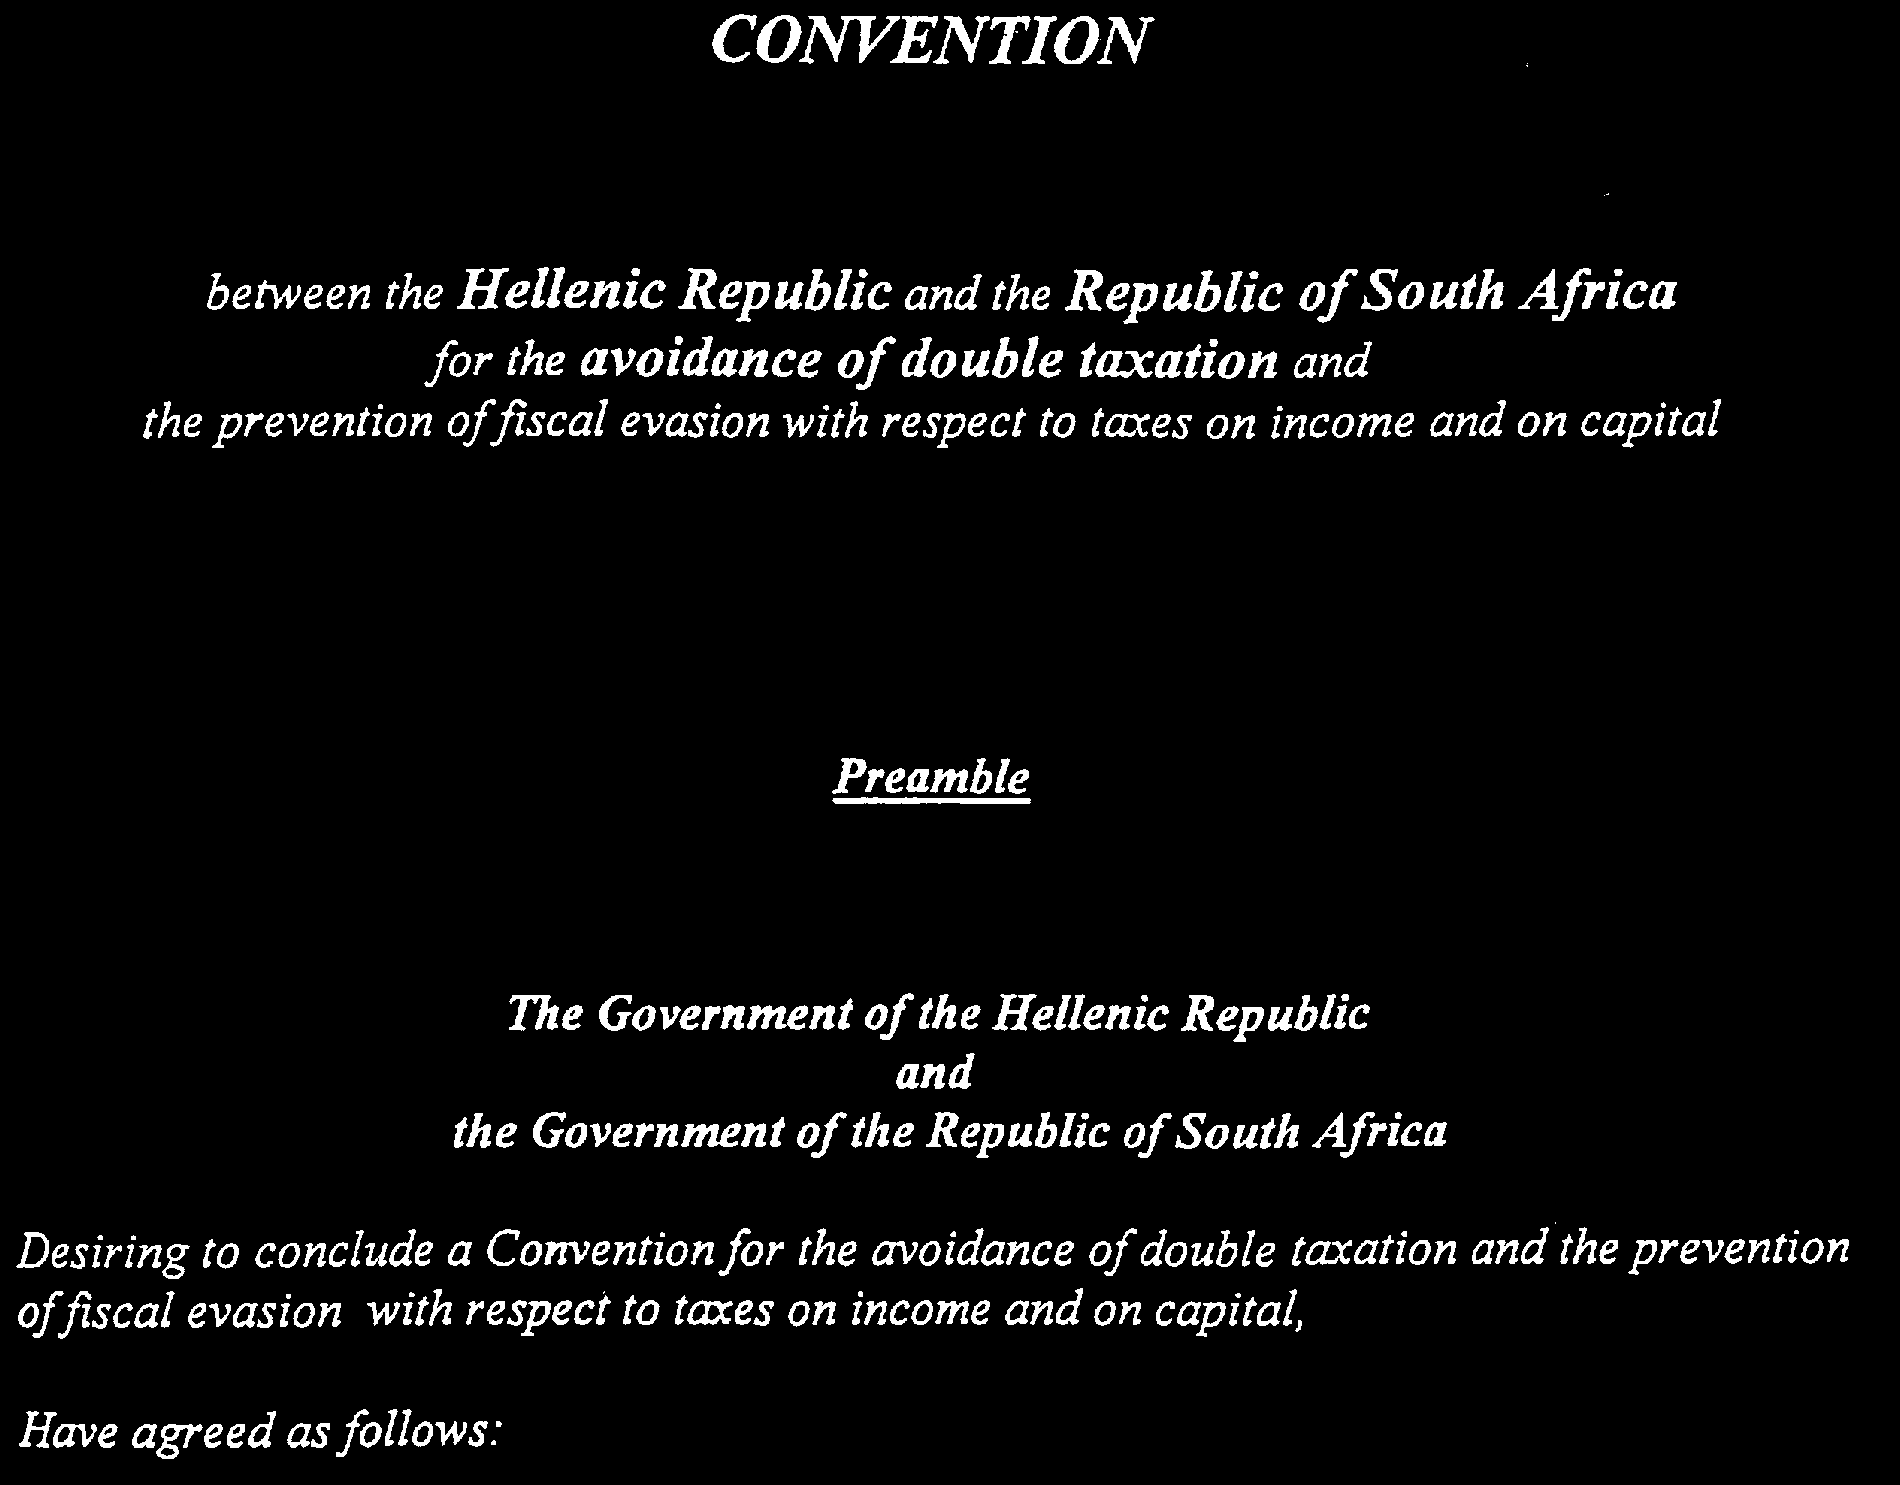 CONVENTION
between the Hellenic Republic and the Republic of South Africa
for the avoidance of double taxation and
the prevention of fiscal evasion with respect to taxes on income and on capital
Preamble
The Government of the Hellenic Republic
and
the Government of the Republic of South Africa
Desiring to conclude a Convention for the avoidance of double taxation and the prevention
of fiscal evasion with respect to taxes on income and on capital,
Have agreed as follows: